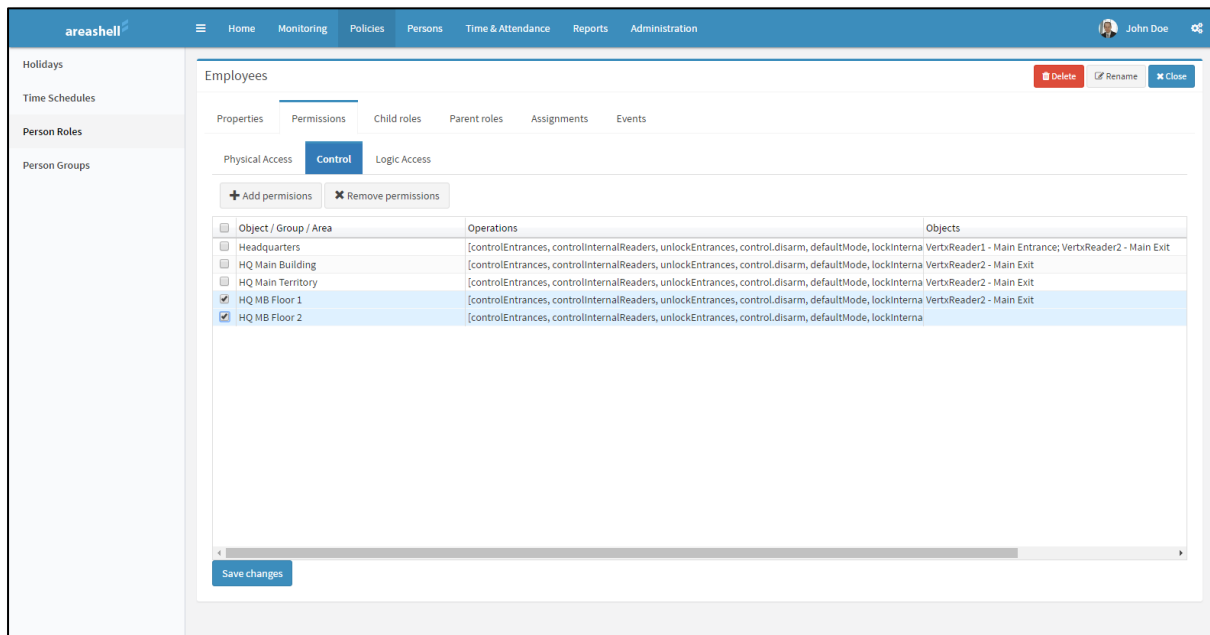 areashell Home Monitoring Policies Persons Time & Attendance Reports Administration John Doe
Holidays
Time Schedules
Person Roles
Person Groups
Employees Delete Rename Close
Properties Permissions Child roles Parent roles Assignments Events
Physical Access Control Logic Access
Add permisions Remove permissions
Object / Group / Area Operations Objects
Headquarters [controlEntrances, controlInternalReaders, unlockEntrances, control.disarm, defaultMode, lockInterna VertxReader1 - Main Entrance; VertxReader2 - Main Exit
HQ Main Building [controlEntrances, controlInternalReaders, unlockEntrances, control.disarm, defaultMode, lockInterna VertxReader2 - Main Exit
HQ Main Territory [controlEntrances, controlInternalReaders, unlockEntrances, control.disarm, defaultMode, lockInterna VertxReader2 - Main Exit
HQ MB Floor 1 [controlEntrances, controlInternalReaders, unlockEntrances, control.disarm, defaultMode, lockInterna VertxReader2 - Main Exit
HQ MB Floor 2 [controlEntrances, controlInternalReaders, unlockEntrances, control.disarm, defaultMode, lockInterna
Save changes